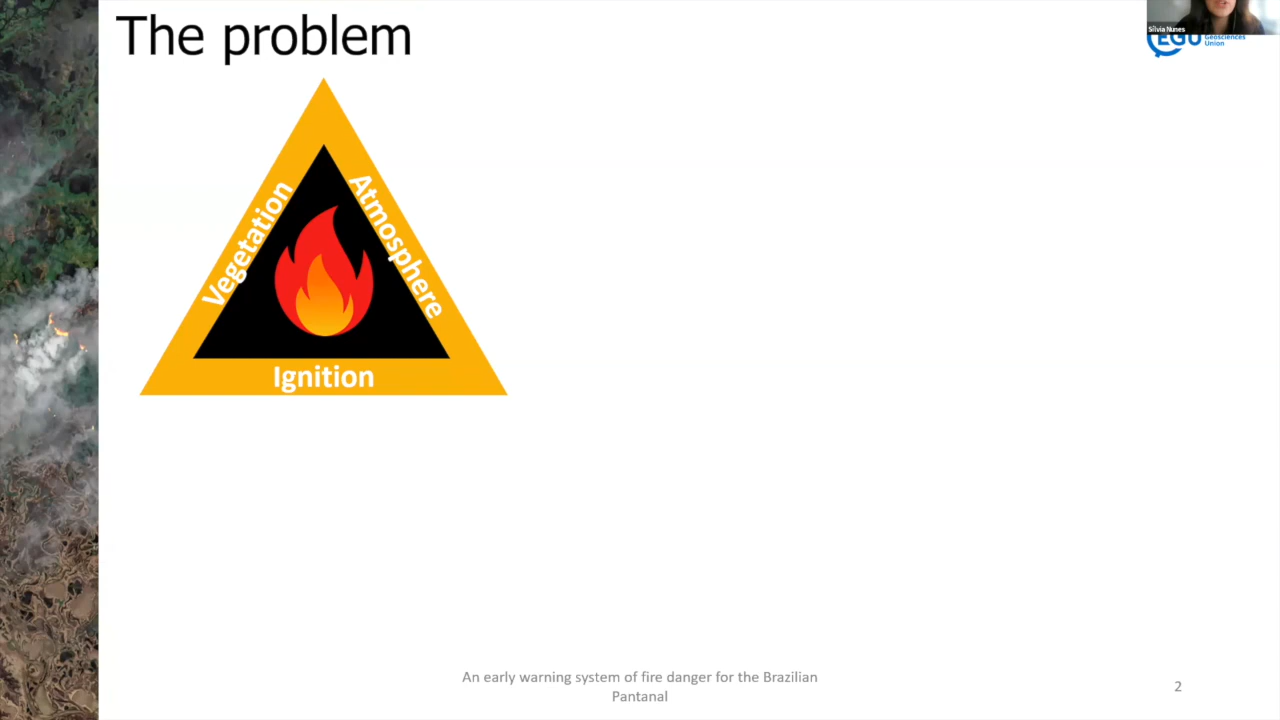 The problem
Sílvia Nunes
EGU
Geosciences
Union
Vegetation
Atmosphere
Ignition
An early warning system of fire danger for the Brazilian
Pantanal
2